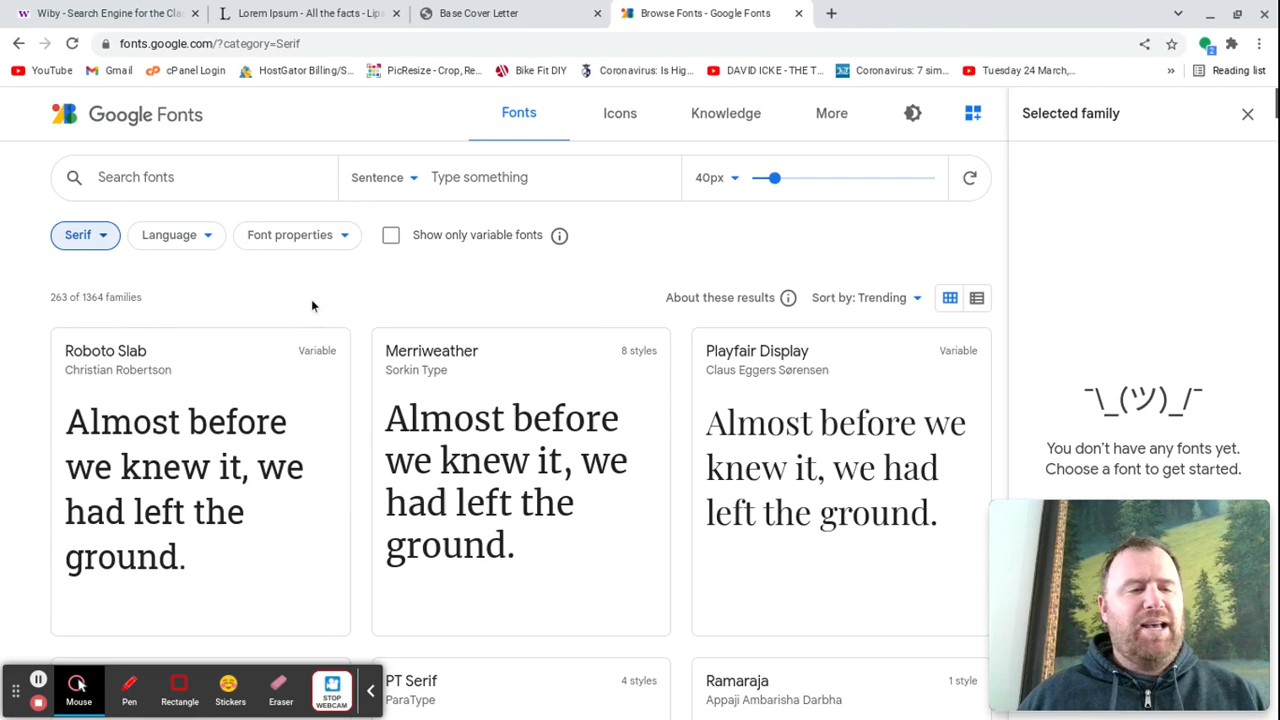 Wiby - Search Engine for the Cla
Lorem Ipsum - All the facts - Lips
Base Cover Letter
Browse Fonts - Google Fonts
fonts.google.com/?category=Serif
2
YouTube
Gmail
cPanel Login
HostGator Billing/S...
PicResize - Crop, Re...
Bike Fit DIY
Coronavirus: Is Hig...
DAVID ICKE - THE T...
Coronavirus: 7 sim...
Tuesday 24 March,...
»
Reading list
Google Fonts
Fonts
Icons
Knowledge
More
Selected family
Search fonts
Sentence
Type something
40px
Serif
Language
Font properties
Show only variable fonts
263 of 1364 families
About these results
Sort by: Trending
Roboto Slab
Variable
Christian Robertson
Almost before
we knew it, we
had left the
ground.
Merriweather
8 styles
Sorkin Type
Almost before
we knew it, we
had left the
ground.
Playfair Display
Variable
Claus Eggers Sørensen
Almost before we
knew it, we had
left the ground.
¯\_(ツ)_/¯
You don't have any fonts yet.
Choose a font to get started.
PT Serif
4 styles
ParaType
Ramaraja
1 style
Appaji Ambarisha Darbha
Mouse
Pen
Rectangle
Stickers
Eraser
STOP
WEBCAM